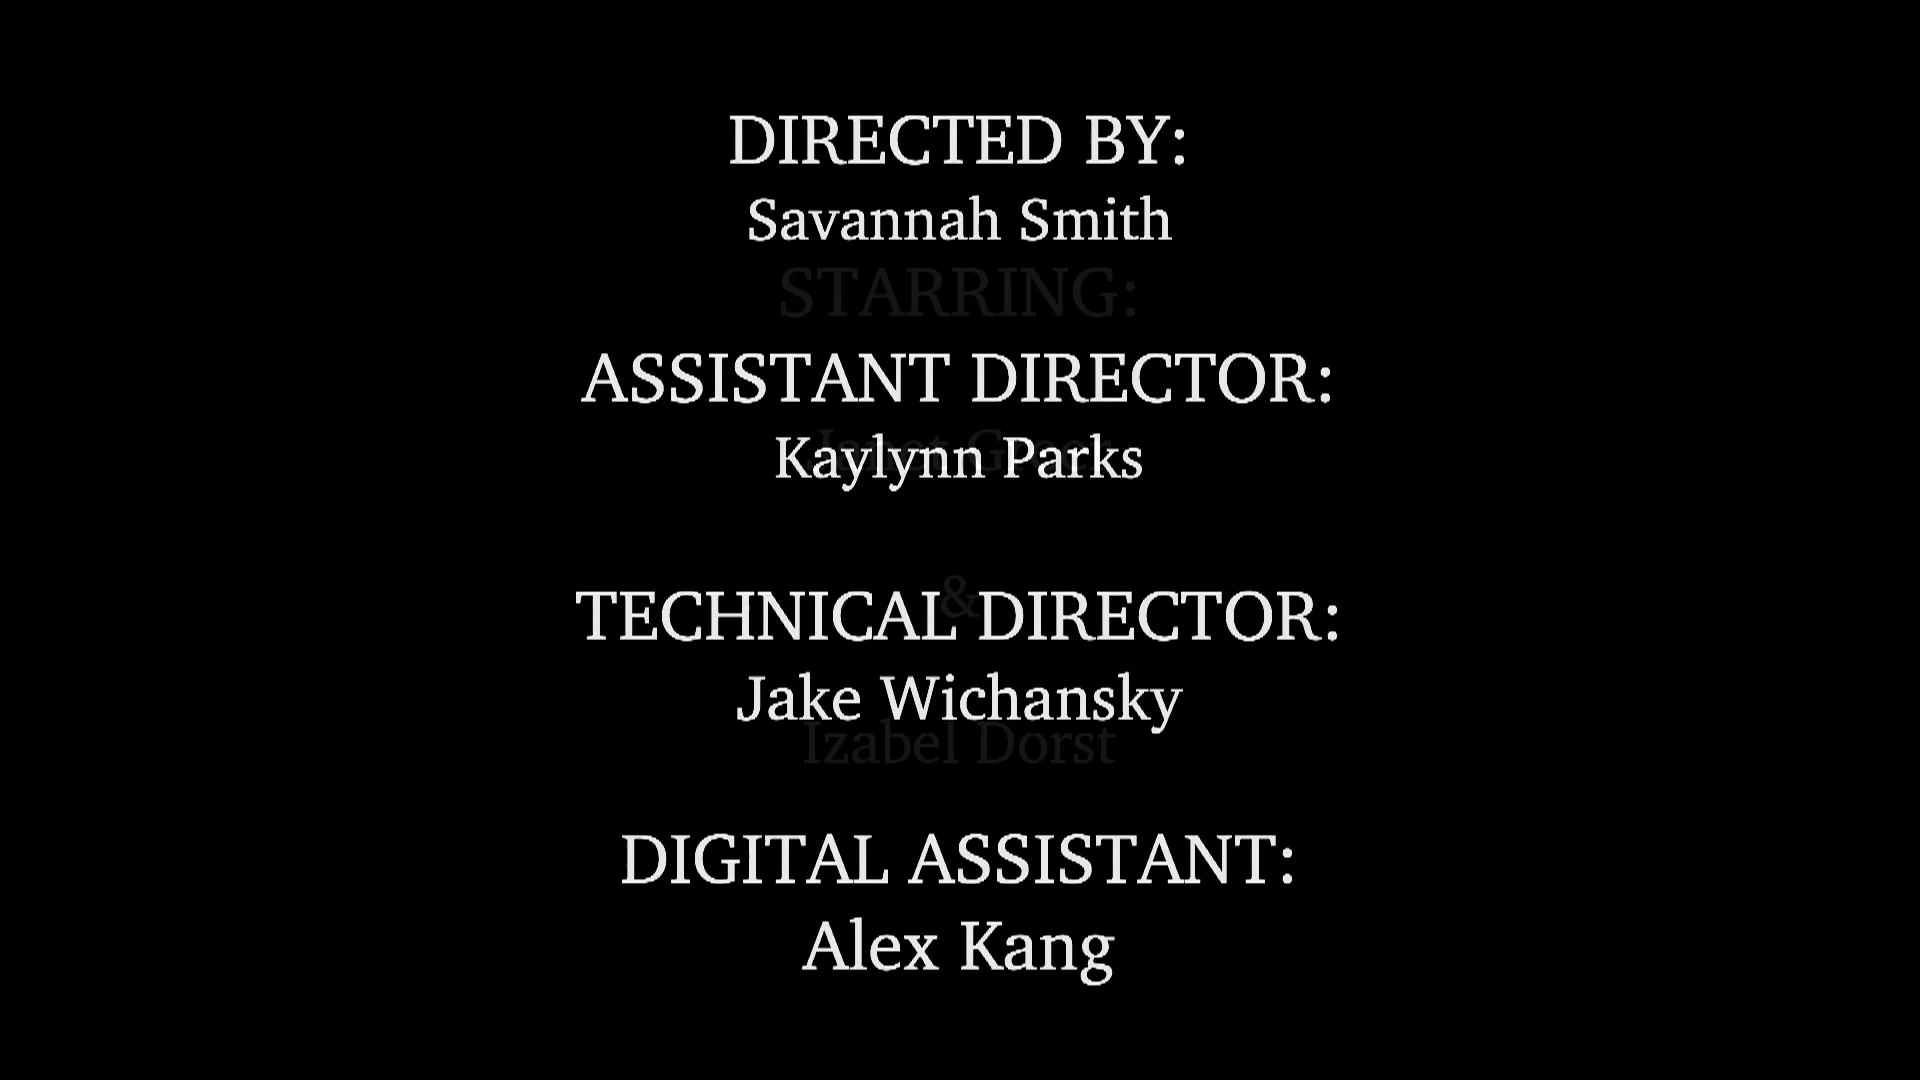 DIRECTED BY:
Savannah Smith
STARRING:
ASSISTANT DIRECTOR:
Kaylynn Parks
&
TECHNICAL DIRECTOR:
Jake Wichansky
Izabel Dorst
DIGITAL ASSISTANT:
Alex Kang